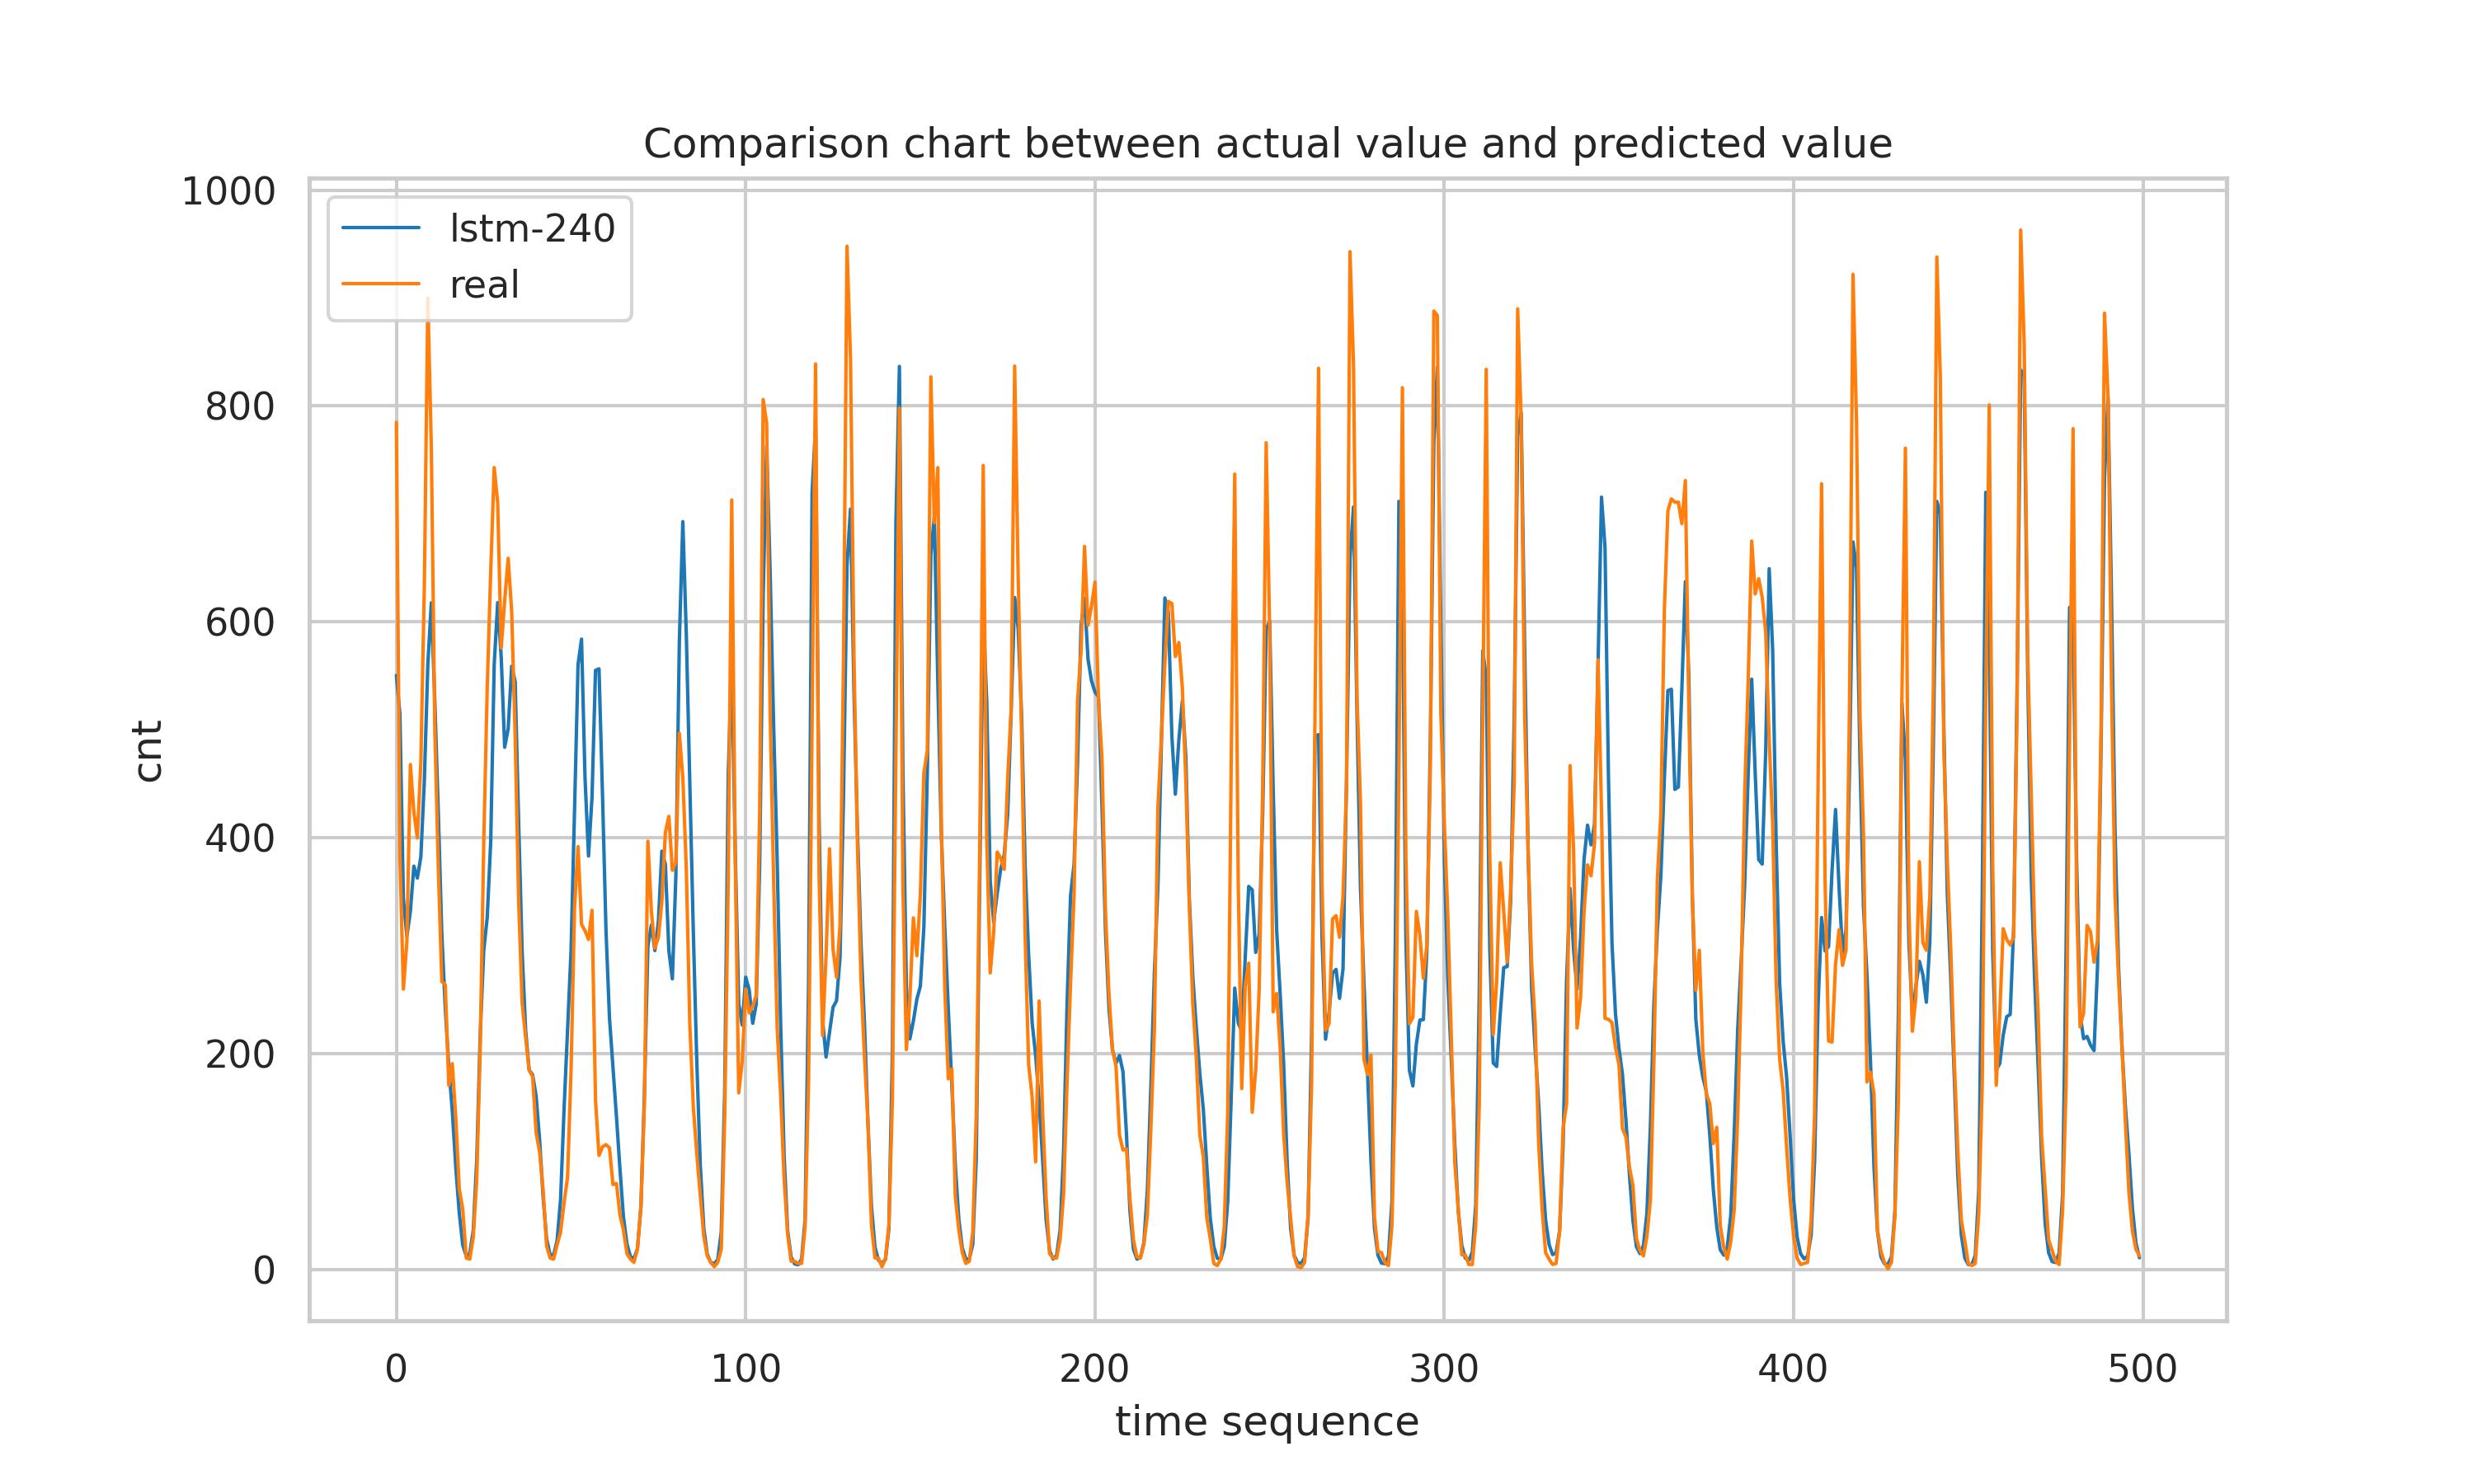 Comparison chart between actual value and predicted value
1000
800
600
400
200
0
cnt
lstm-240
real
0 100 200 300 400 500
time sequence